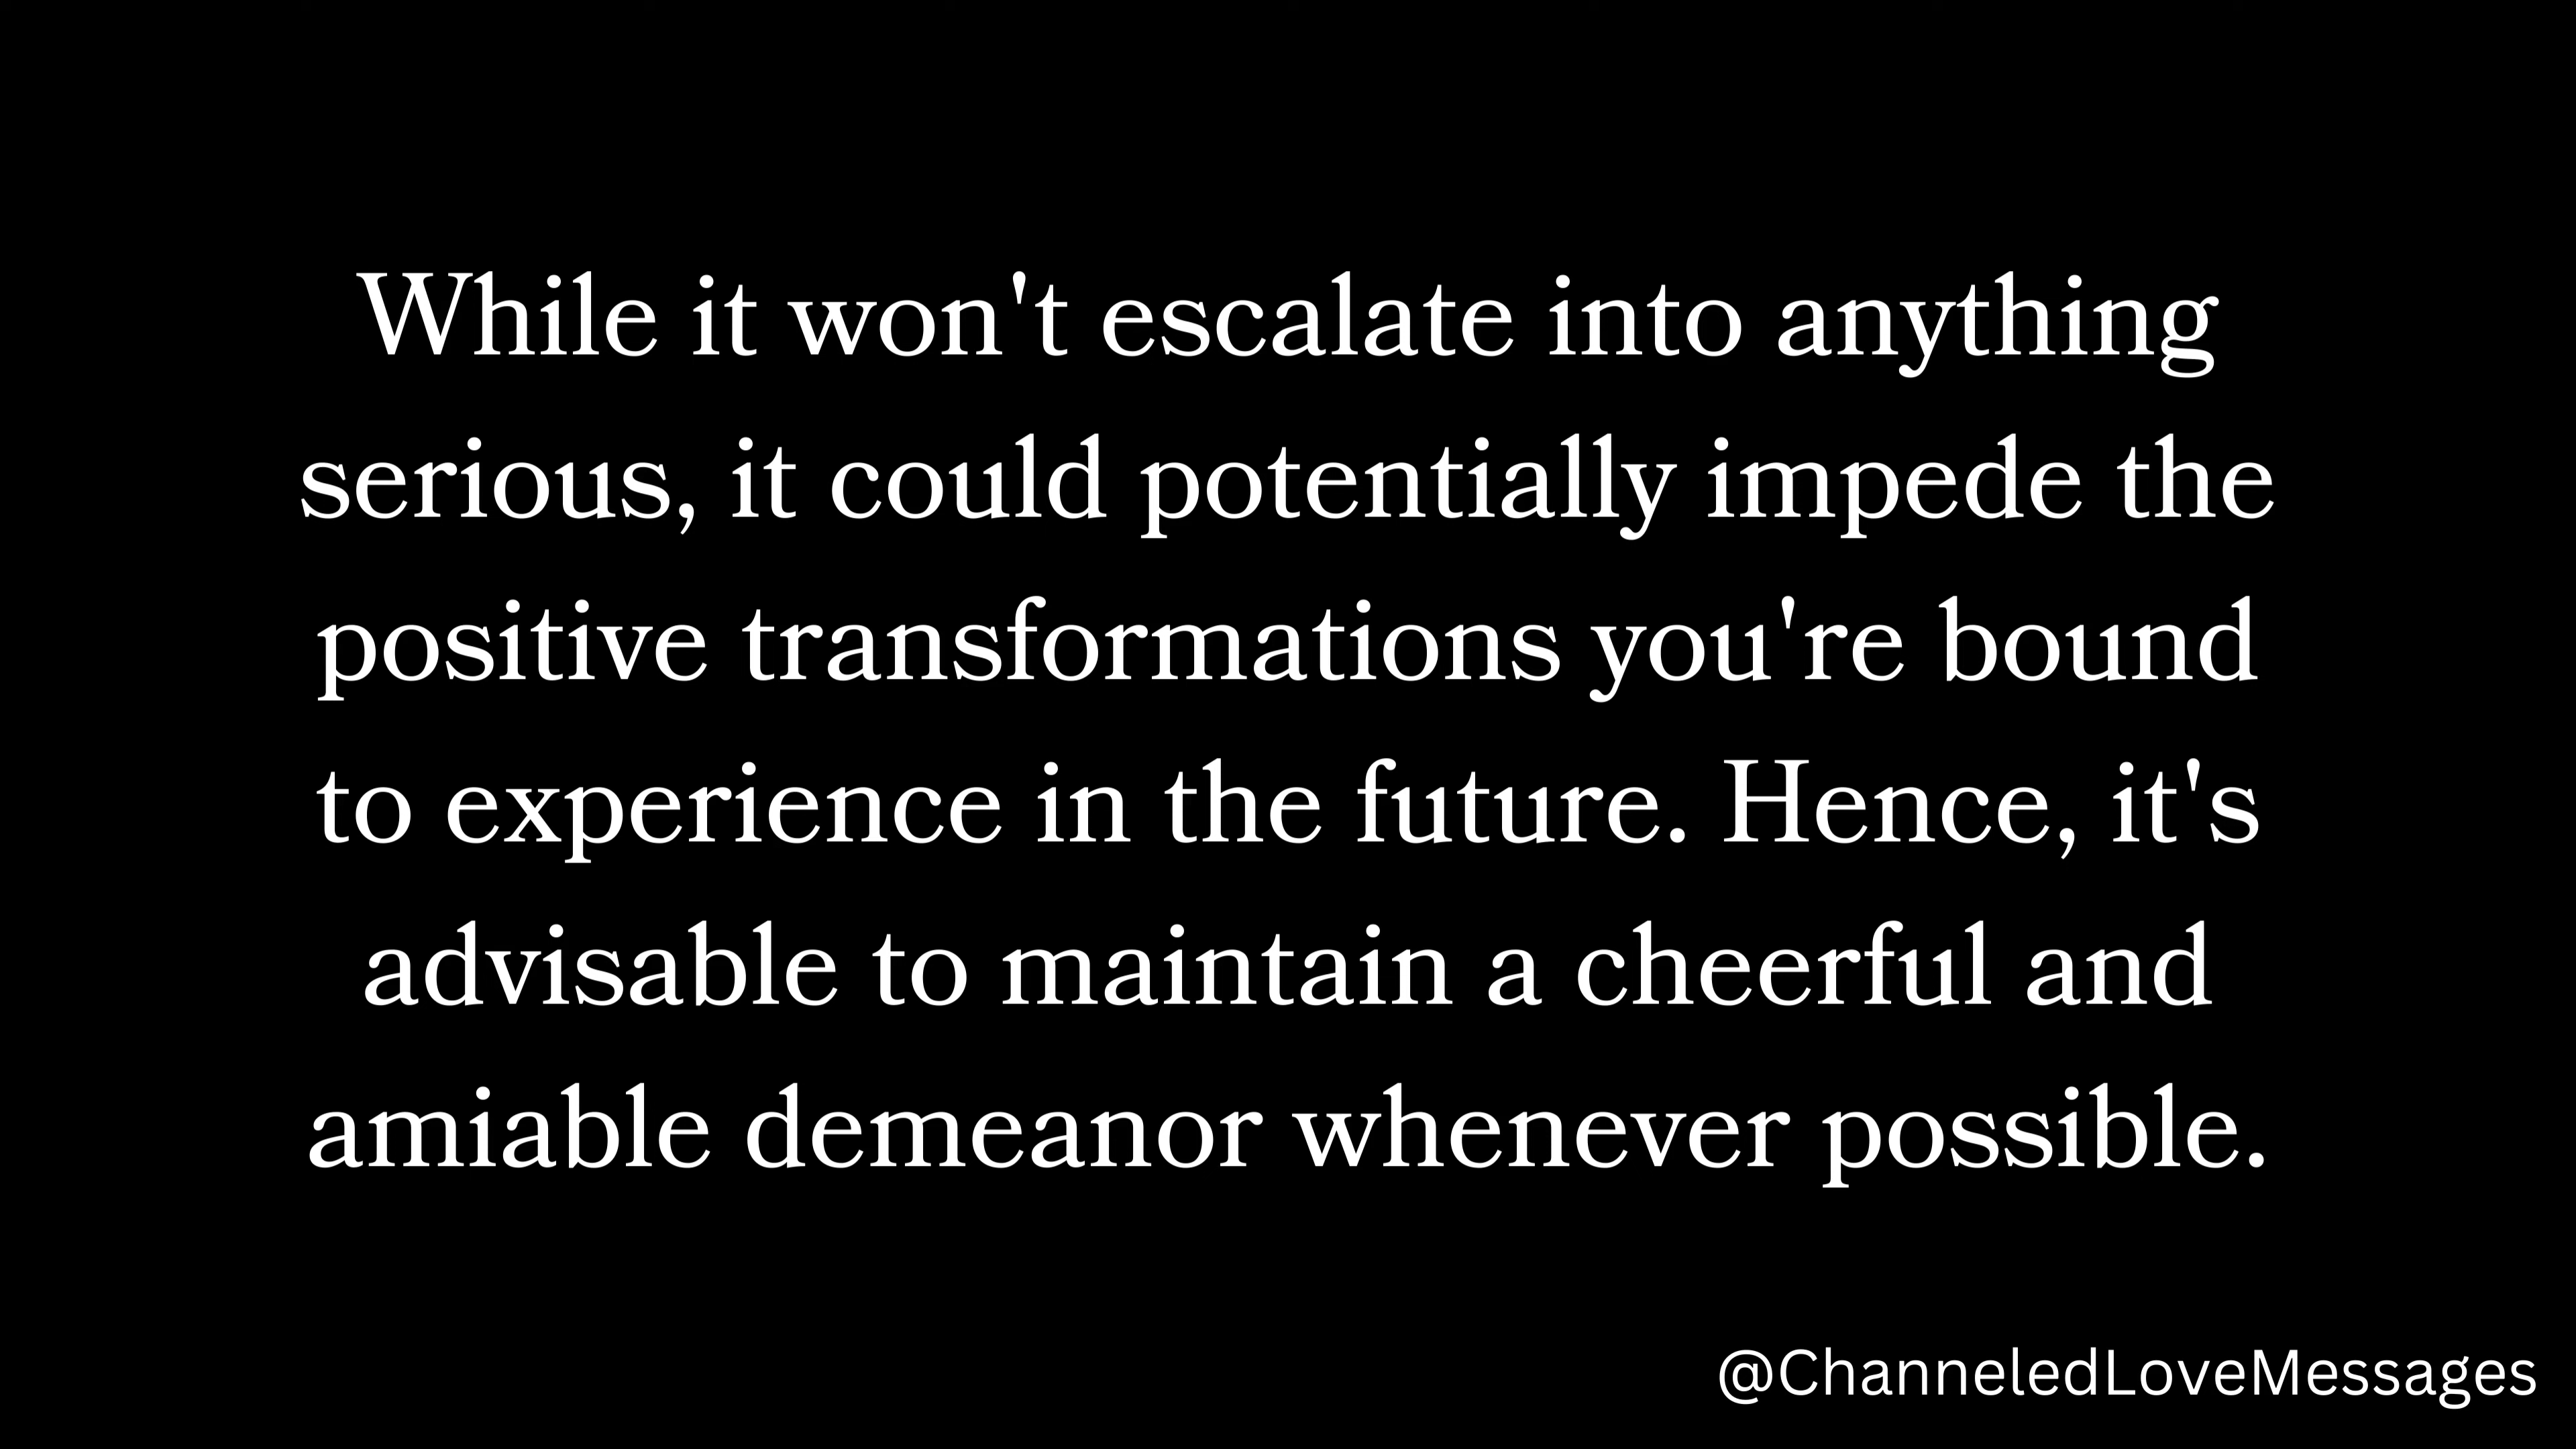 While it won't escalate into anything
serious, it could potentially impede the
positive transformations you're bound
to experience in the future. Hence, it's
advisable to maintain a cheerful and
amiable demeanor whenever possible.
@ChanneledLoveMessages